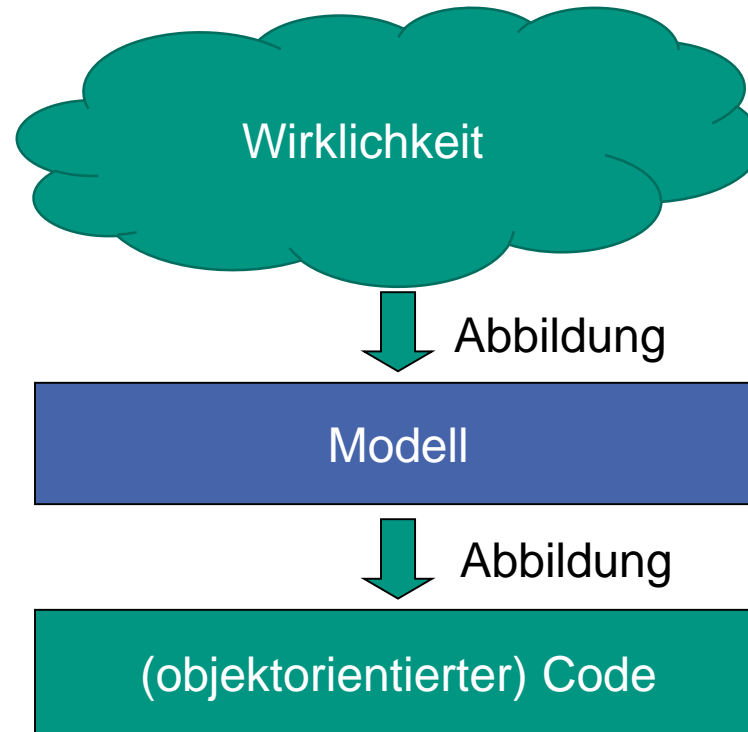 Wirklichkeit
Abbildung
Modell
Abbildung
(objektorientierter) Code